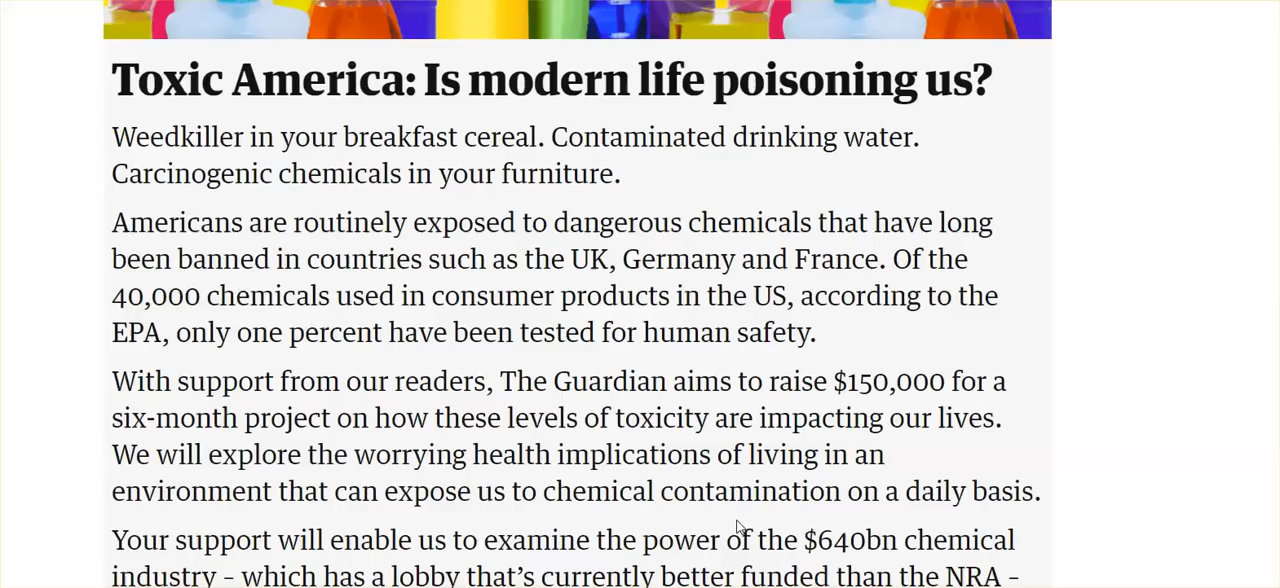 Toxic America: Is modern life poisoning us?
Weedkiller in your breakfast cereal. Contaminated drinking water.
Carcinogenic chemicals in your furniture.
Americans are routinely exposed to dangerous chemicals that have long
been banned in countries such as the UK, Germany and France. Of the
40,000 chemicals used in consumer products in the US, according to the
EPA, only one percent have been tested for human safety.
With support from our readers, The Guardian aims to raise $150,000 for a
six-month project on how these levels of toxicity are impacting our lives.
We will explore the worrying health implications of living in an
environment that can expose us to chemical contamination on a daily basis.
Your support will enable us to examine the power of the $640bn chemical
industry – which has a lobby that’s currently better funded than the NRA –